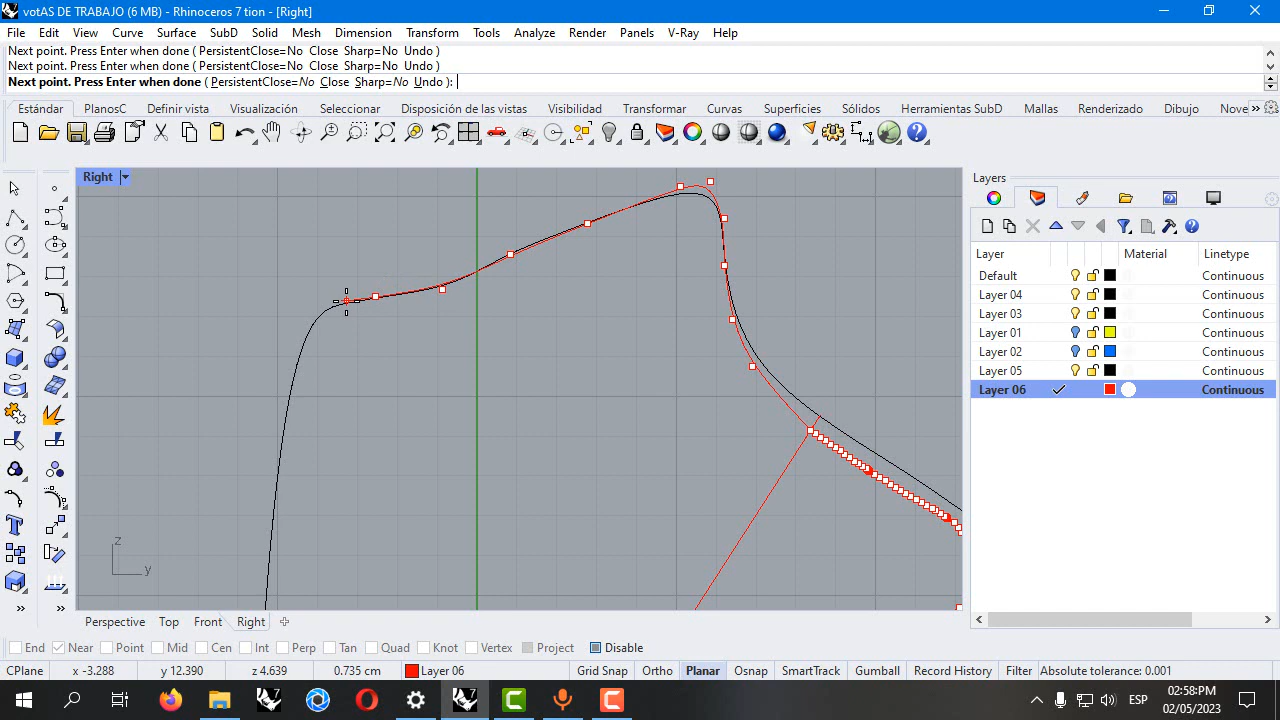 votAS DE TRABAJO (6 MB) - Rhinoceros 7 tion - [Right]
File Edit View Curve Surface SubD Solid Mesh Dimension Transform Tools Analyze Render Panels V-Ray Help
Next point. Press Enter when done ( PersistentClose=No Close Sharp=No Undo )
Next point. Press Enter when done ( PersistentClose=No Close Sharp=No Undo )
Next point. Press Enter when done ( PersistentClose=No Close Sharp=No Undo ):
Estándar PlanosC Definir vista Visualización Seleccionar Disposición de las vistas Visibilidad Transformar Curvas Superficies Sólidos Herramientas SubD Mallas Renderizado Dibujo Nove
Right
Layers
Layer Material Linetype
Default Continuous
Layer 04 Continuous
Layer 03 Continuous
Layer 01 Continuous
Layer 02 Continuous
Layer 05 Continuous
Layer 06 Continuous
z
y
Perspective Top Front Right
End Near Point Mid Cen Int Perp Tan Quad Knot Vertex Project Disable
CPlane x -3.288 y 12.390 z 4.639 0.735 cm Layer 06 Grid Snap Ortho Planar Osnap SmartTrack Gumball Record History Filter Absolute tolerance: 0.001
ESP
02:58:PM
02/05/2023